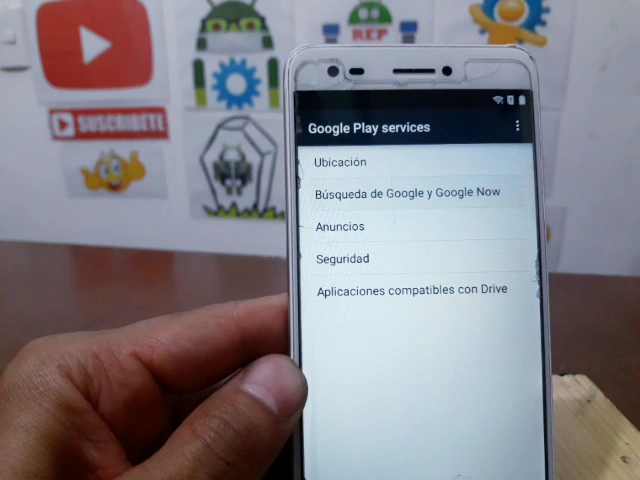 REP
SUSCRIBETE
Google Play services
Ubicación
Búsqueda de Google y Google Now
Anuncios
Seguridad
Aplicaciones compatibles con Drive